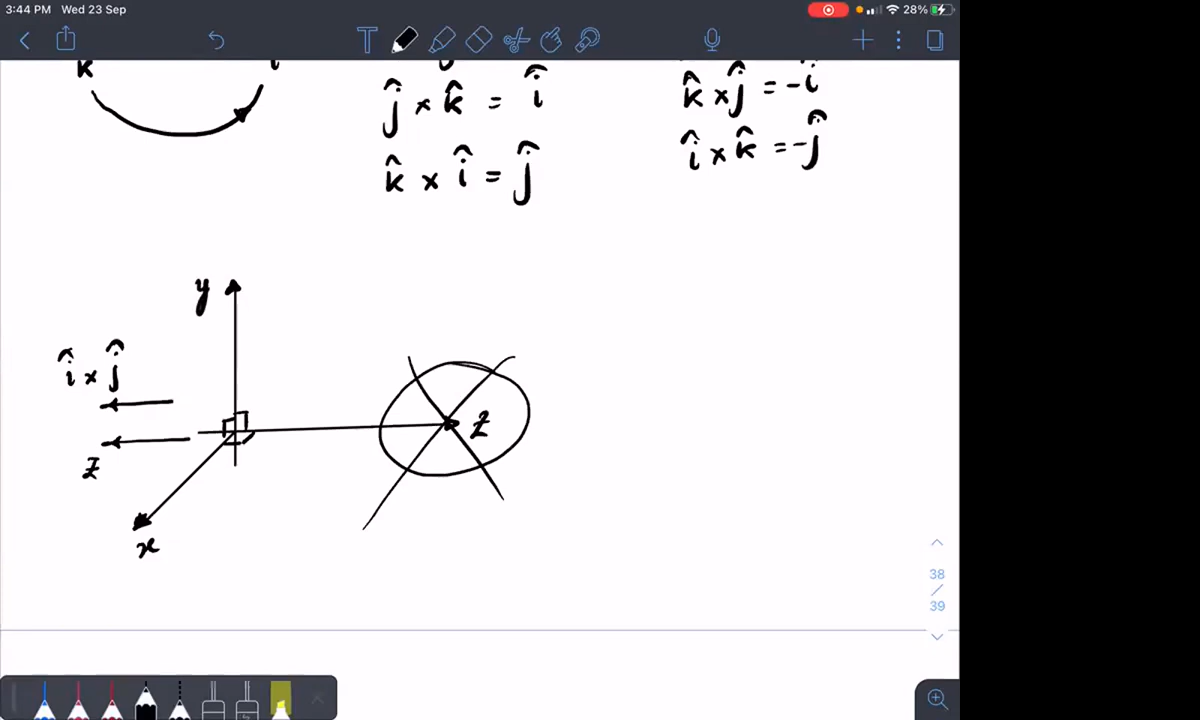 3:44 PM Wed 23 Sep 28%
T
k i
ĵ × k̂ = î
k̂ × î = ĵ
k̂ × ĵ = -î
î × k̂ = -ĵ
y
î × ĵ
z
z
x
38
/
39